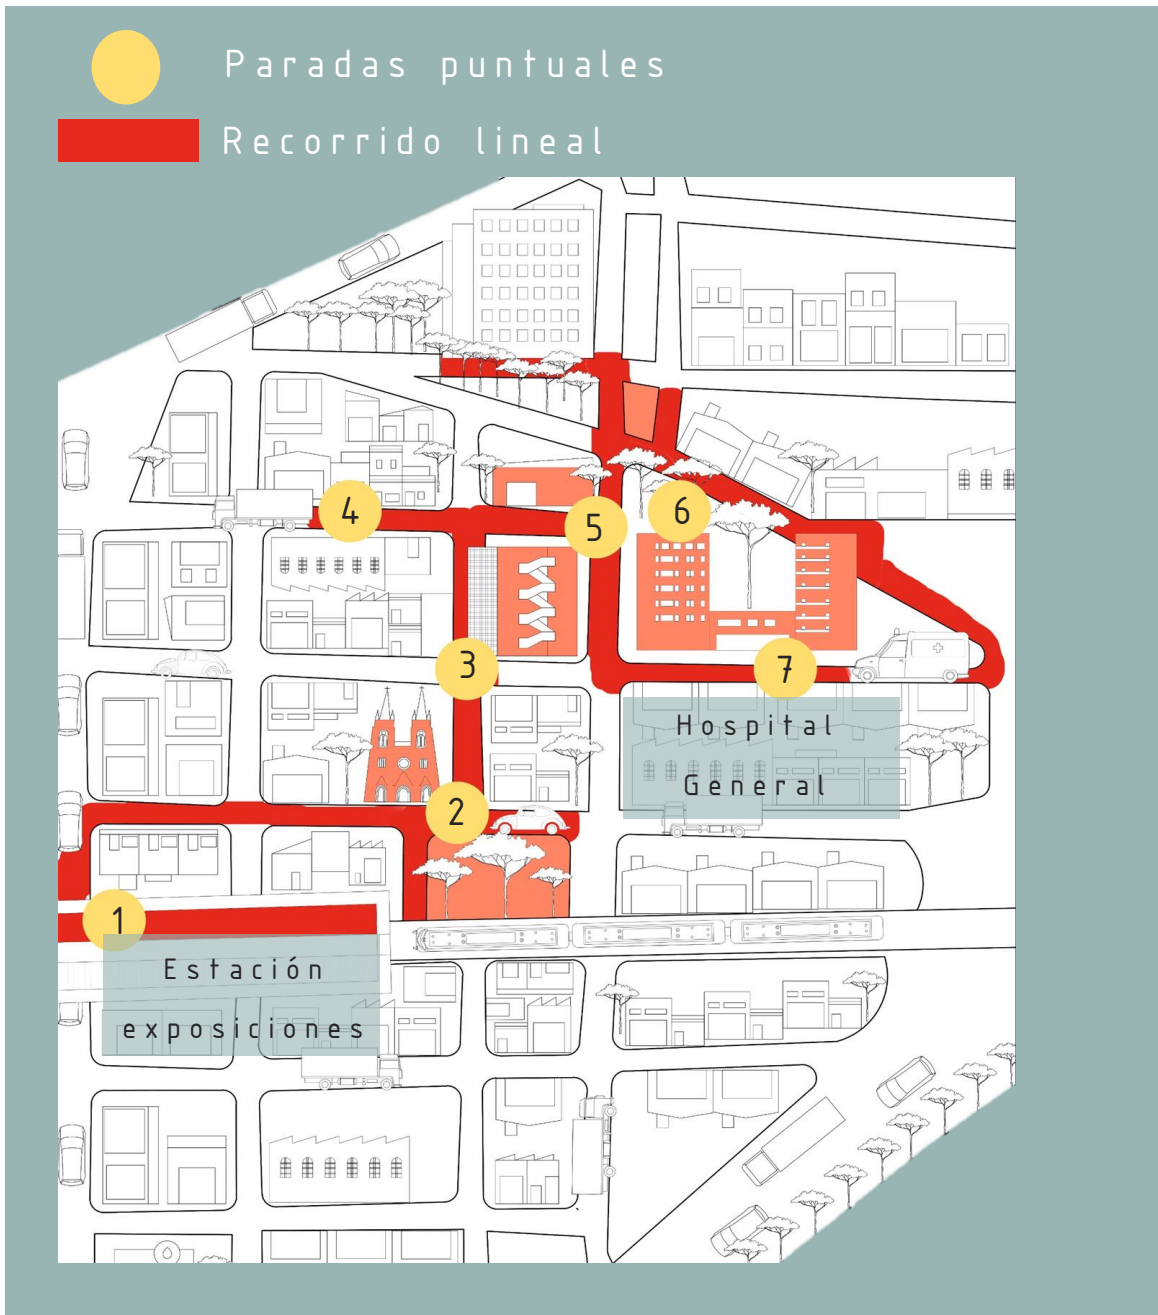 Paradas puntuales
Recorrido lineal
4
5
6
3
7
Hospital
General
2
1
Estación
exposiciones